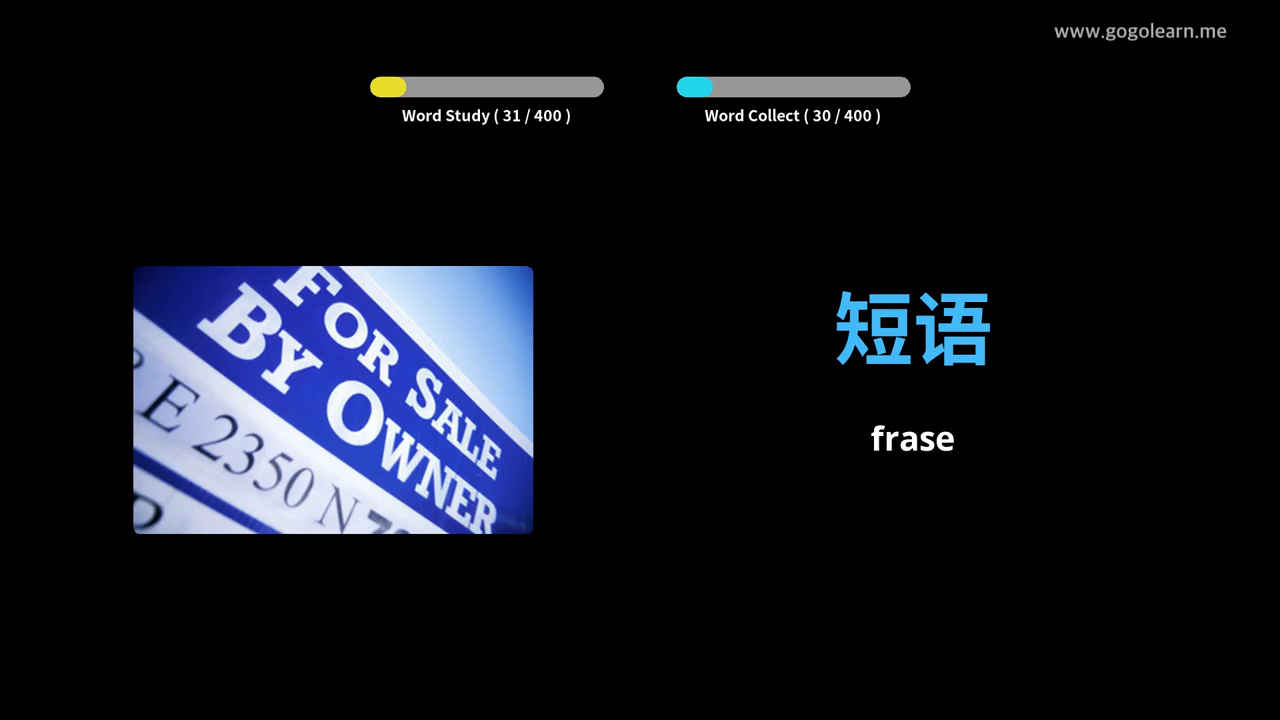 www.gogolearn.me
Word Study ( 31 / 400 )
Word Collect ( 30 / 400 )
FOR SALE
BY OWNER
E 2350 N
短语
frase